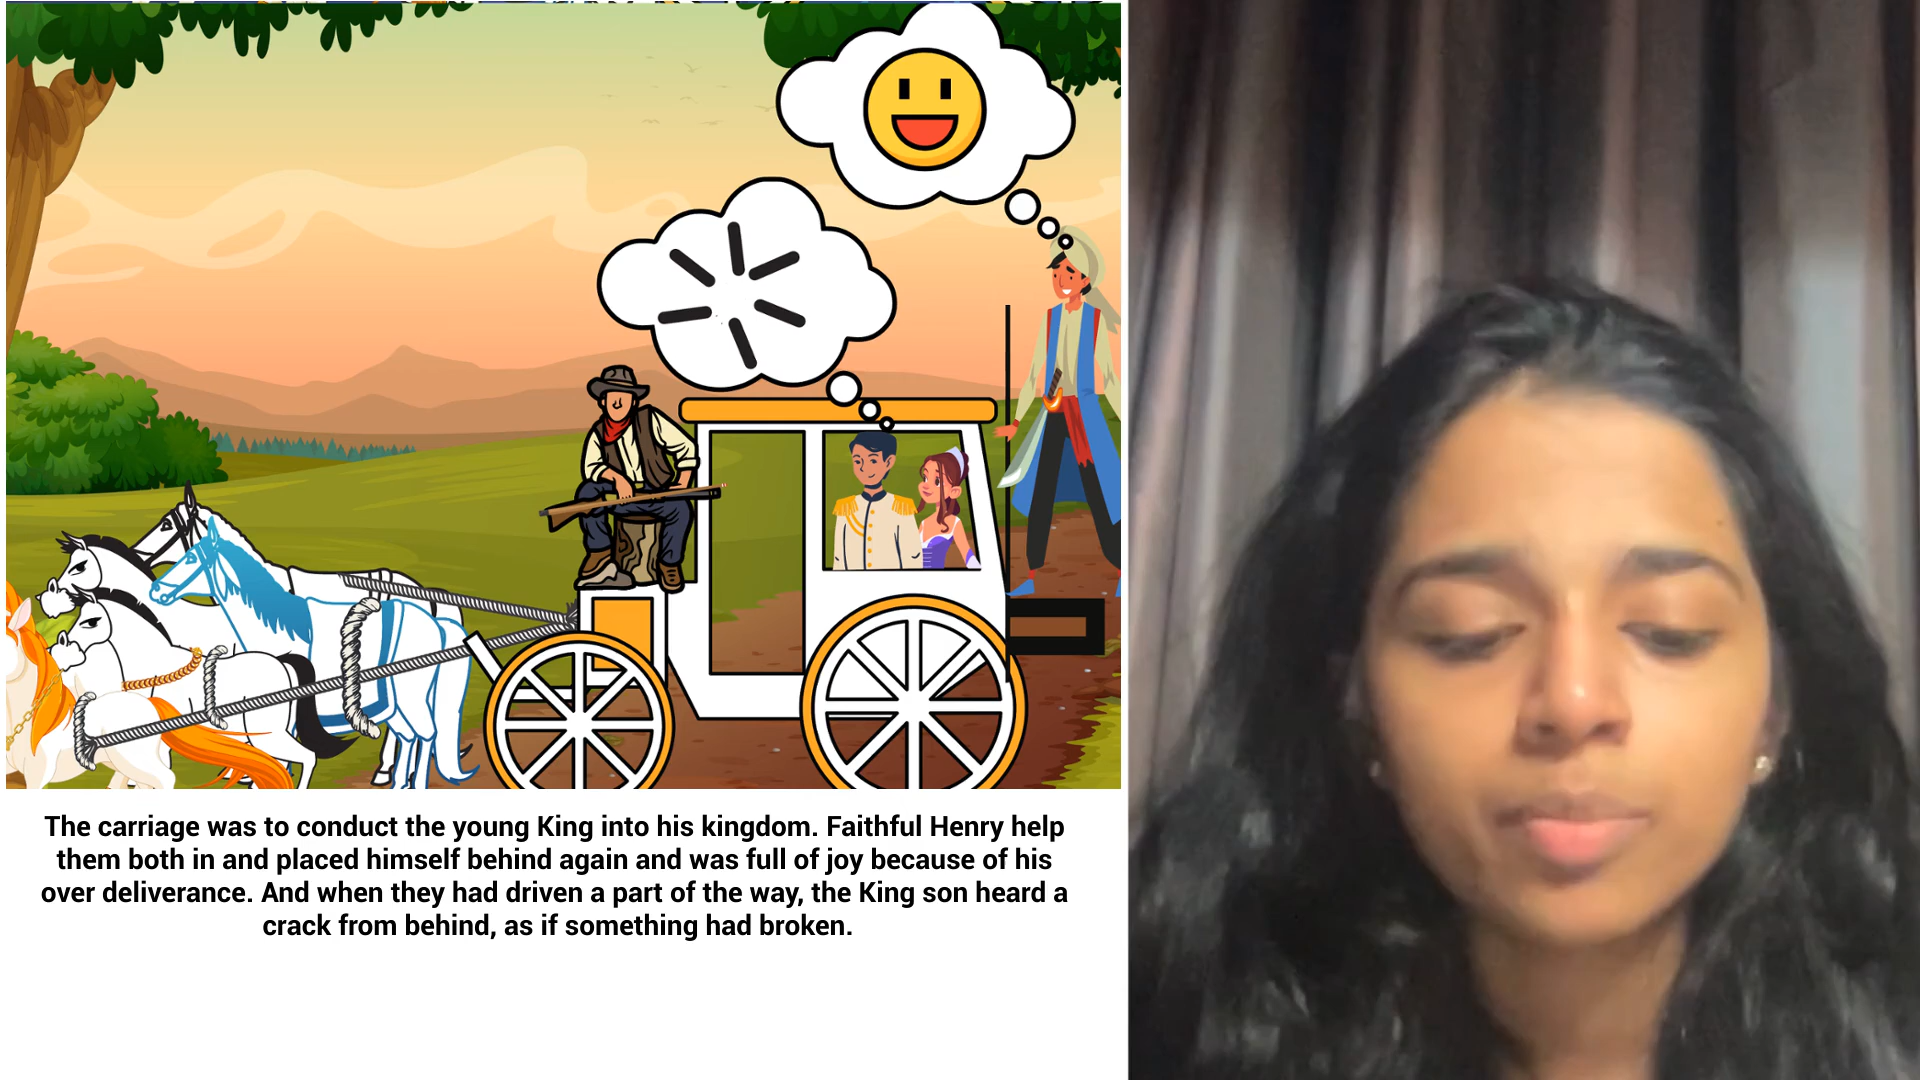 The carriage was to conduct the young King into his kingdom. Faithful Henry help
them both in and placed himself behind again and was full of joy because of his
over deliverance. And when they had driven a part of the way, the King son heard a
crack from behind, as if something had broken.